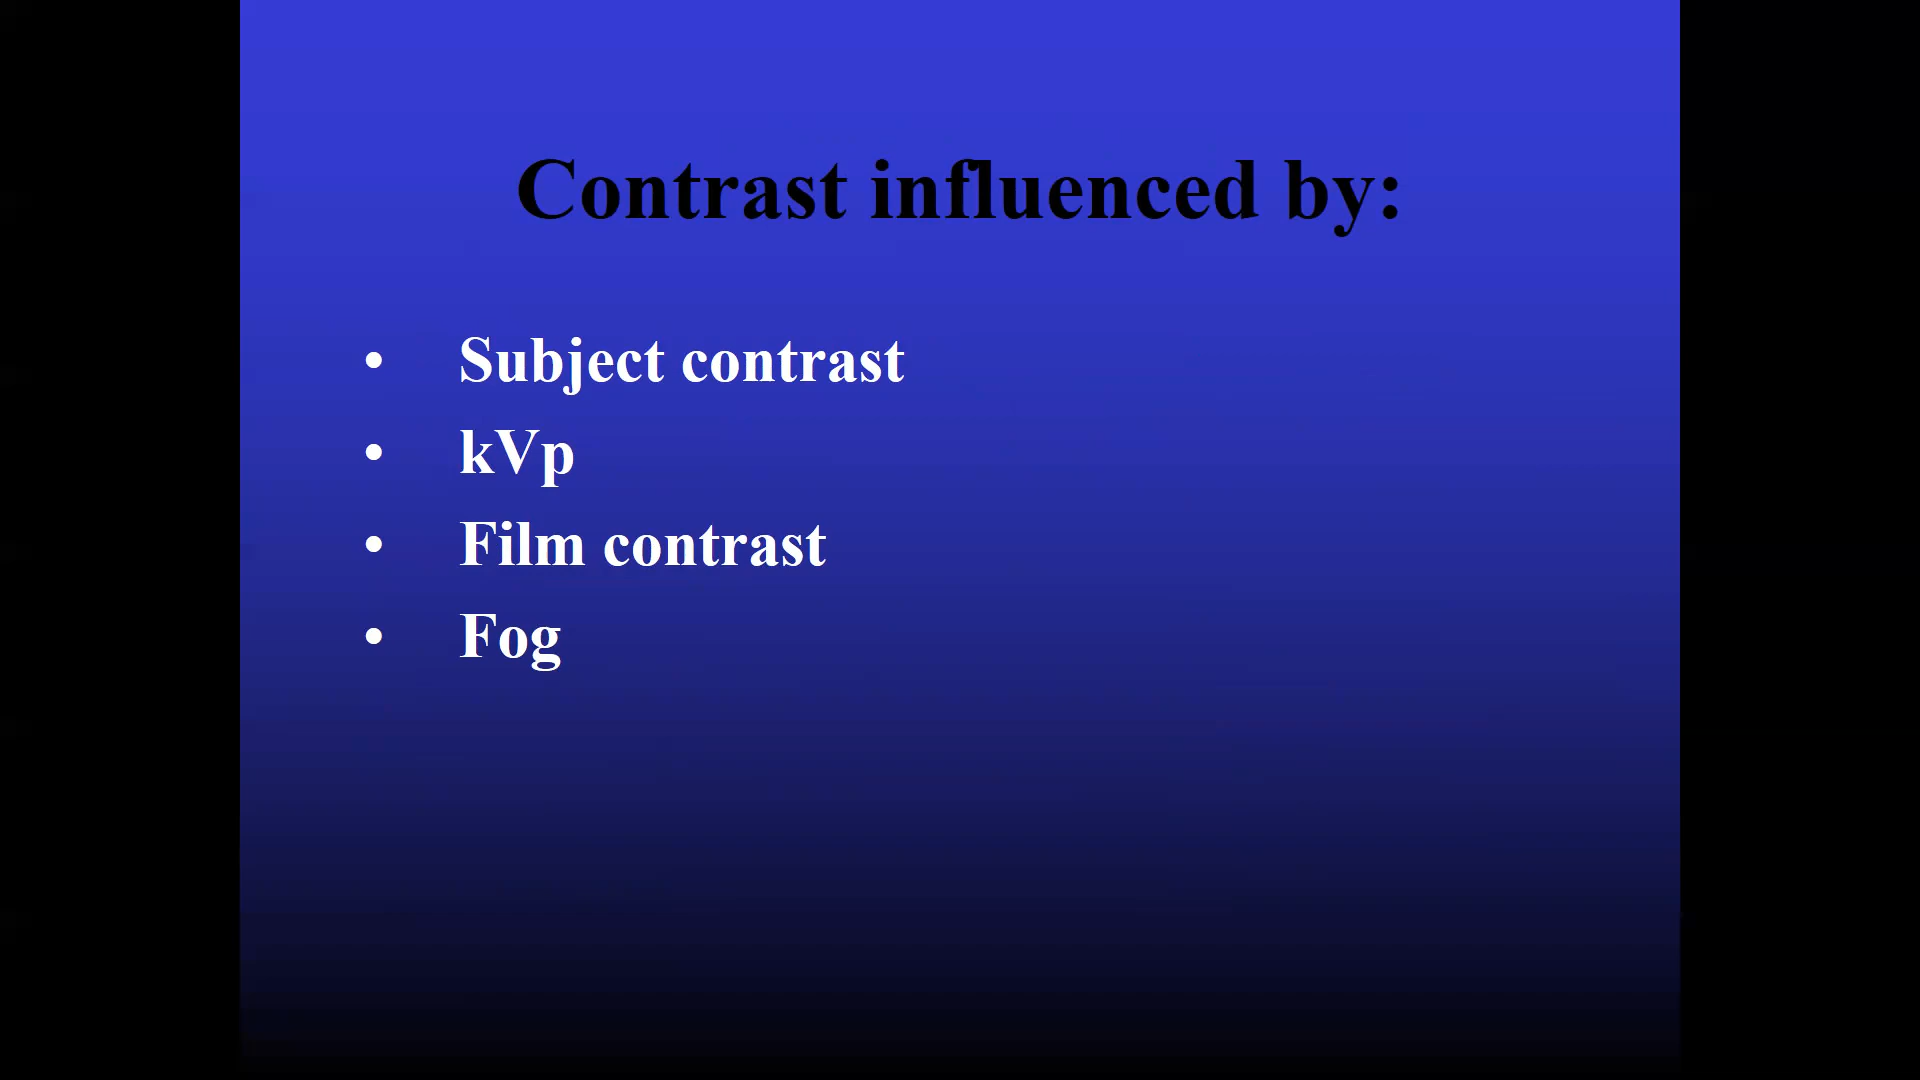 Contrast influenced by:
• Subject contrast
• kVp
• Film contrast
• Fog